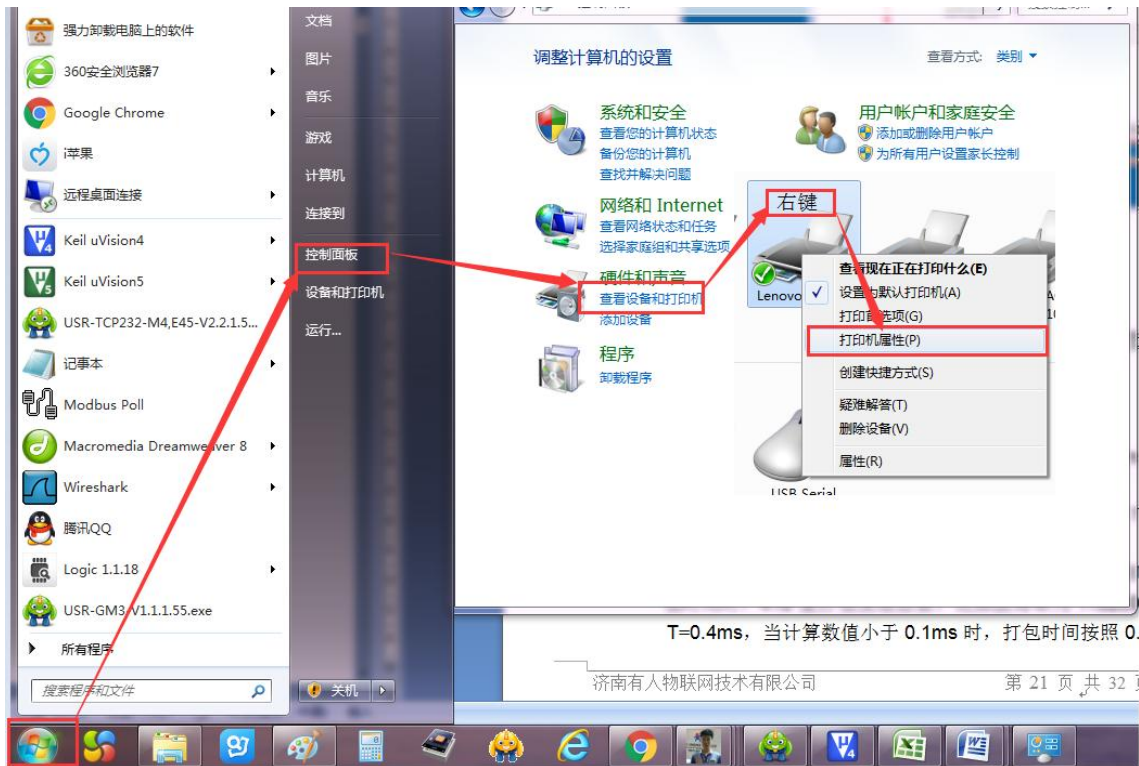 强力卸载电脑上的软件
360安全浏览器7
Google Chrome
i苹果
远程桌面连接
Keil uVision4
Keil uVision5
USR-TCP232-M4,E45-V2.2.1.5...
记事本
Modbus Poll
Macromedia Dreamweaver 8
Wireshark
腾讯QQ
Logic 1.1.18
USR-GM3-V1.1.1.55.exe
所有程序
搜索程序和文件
文档
图片
音乐
游戏
计算机
连接到
控制面板
设备和打印机
运行...
关机
调整计算机的设置
查看方式: 类别
系统和安全
查看您的计算机状态
备份您的计算机
查找并解决问题
网络和 Internet
查看网络状态和任务
选择家庭组和共享选项
硬件和声音
查看设备和打印机
添加设备
程序
卸载程序
用户帐户和家庭安全
添加或删除用户帐户
为所有用户设置家长控制
右键
Lenovo
查看现在正在打印什么(E)
设置为默认打印机(A)
打印首选项(G)
打印机属性(P)
创建快捷方式(S)
疑难解答(T)
删除设备(V)
属性(R)
USB Serial
T=0.4ms，当计算数值小于 0.1ms 时，打包时间按照 0.
济南有人物联网技术有限公司
第 21 页 共 32